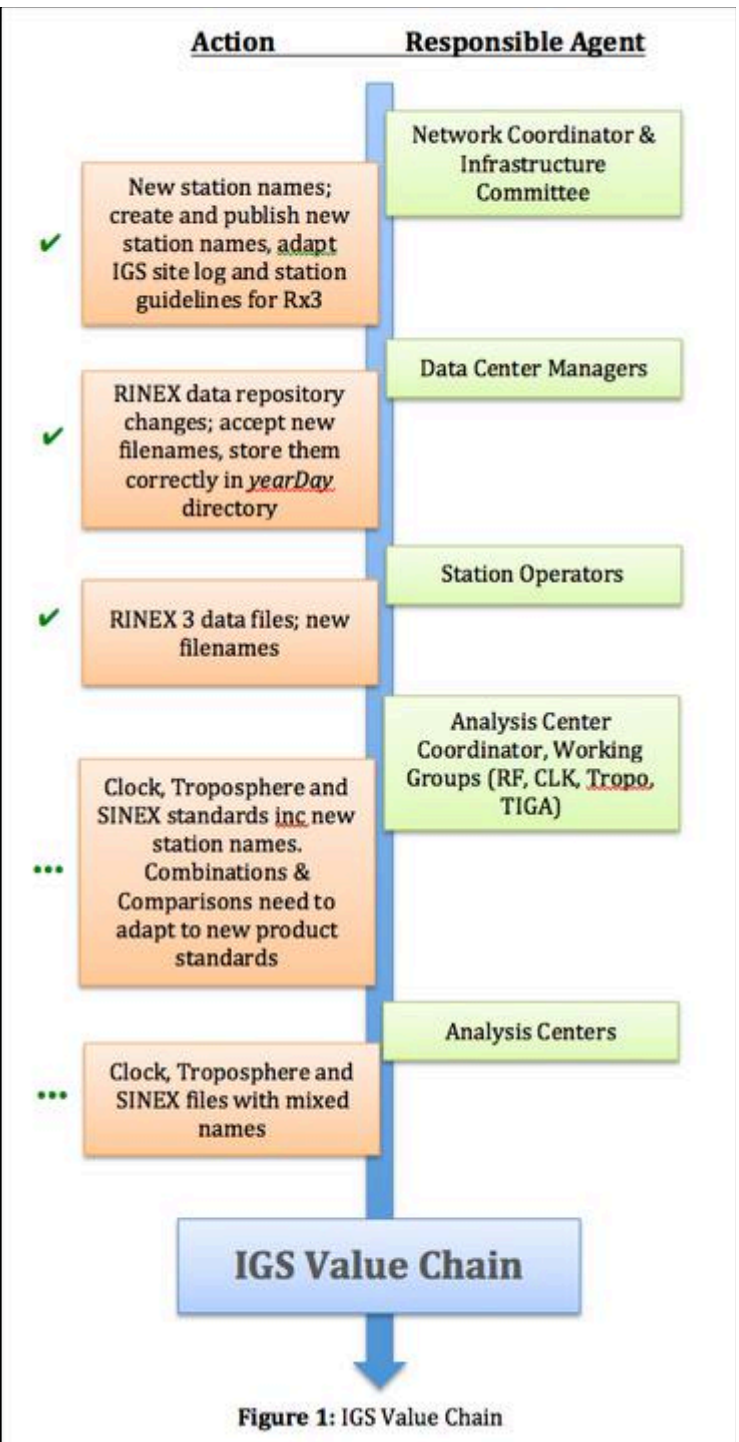 Action Responsible Agent
Network Coordinator &
Infrastructure
Committee
New station names;
create and publish new
station names, adapt
IGS site log and station
guidelines for Rx3
Data Center Managers
RINEX data repository
changes; accept new
filenames, store them
correctly in yearDay
directory
Station Operators
RINEX 3 data files; new
filenames
Analysis Center
Coordinator, Working
Groups (RF, CLK, Tropo,
TIGA)
Clock, Troposphere and
SINEX standards inc new
station names.
Combinations &
Comparisons need to
adapt to new product
standards
Analysis Centers
Clock, Troposphere and
SINEX files with mixed
names
IGS Value Chain
Figure 1: IGS Value Chain